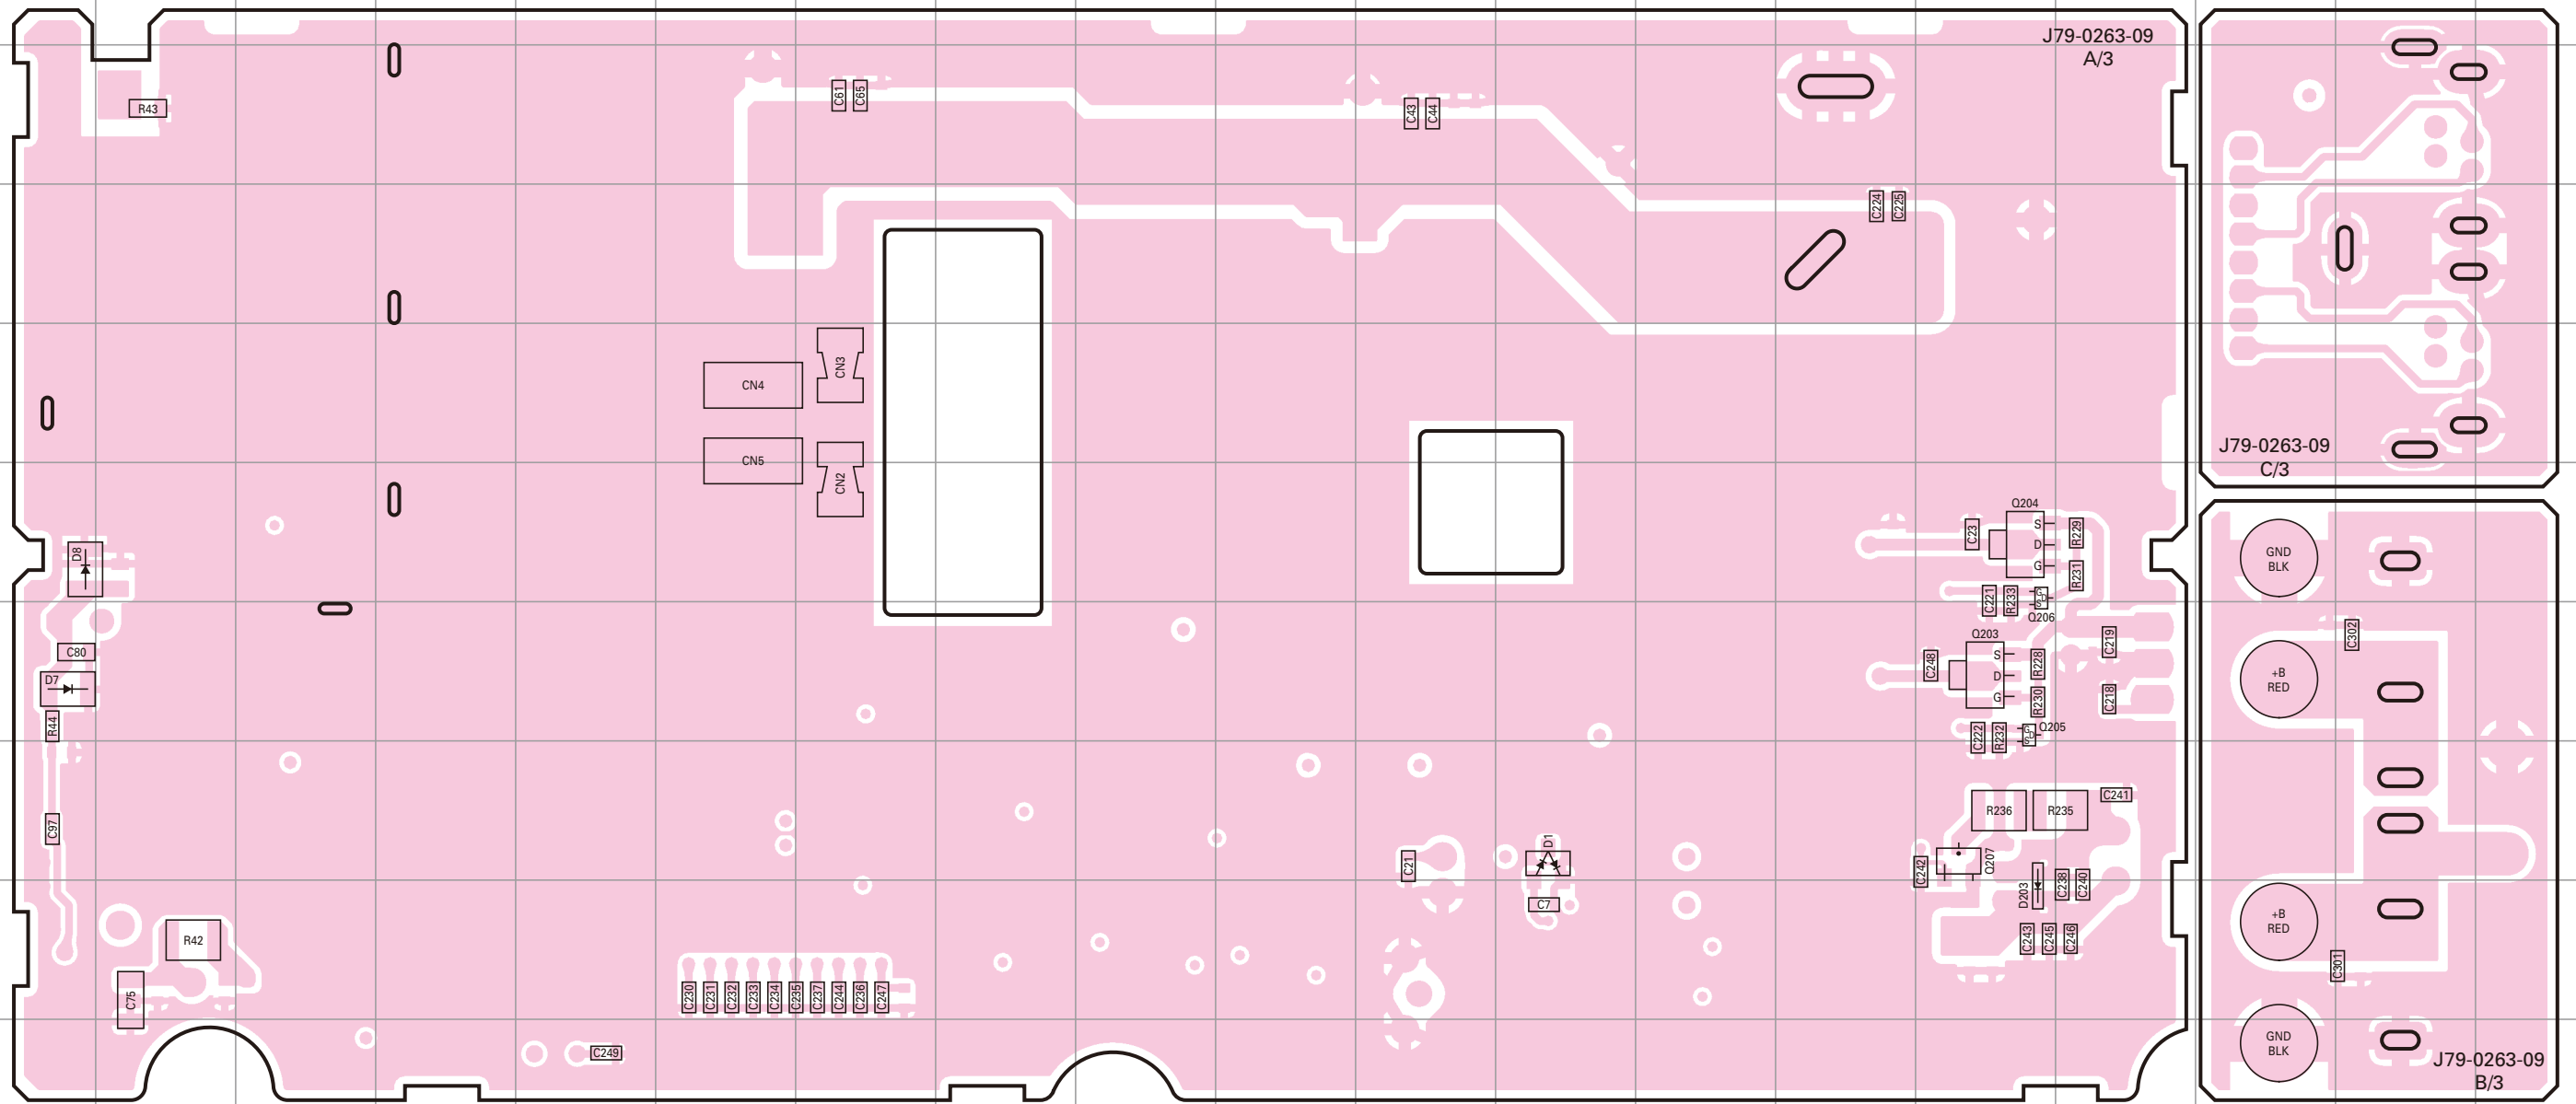 J79-0263-09
A/3
R43
C61
C65
C43
C44
C224
C225
CN4
CN3
CN5
CN2
J79-0263-09
C/3
D8
C80
D7
R44
C97
R42
C75
C230
C231
C232
C233
C234
C235
C237
C244
C236
C247
C249
C21
D1
C7
Q204
C23
S
D
G
R229
R231
C221
R233
G
D
S
Q206
Q203
C248
S
D
G
R228
R230
C219
C218
C222
R232
G
D
S
Q205
R236
R235
C241
C242
Q207
D203
C238
C240
C243
C245
C246
GND
BLK
C302
+B
RED
+B
RED
C301
GND
BLK
J79-0263-09
B/3